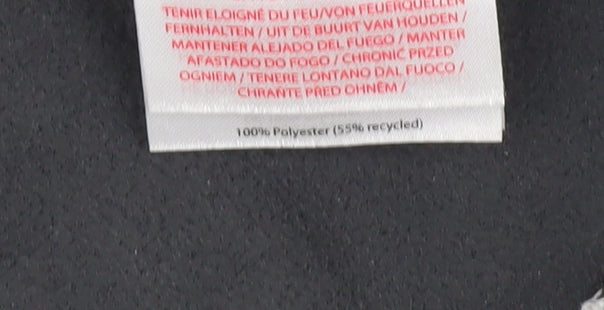 TENIR ELOIGNÉ DU FEU/VON FEUERQUELLEN
FERNHALTEN / UIT DE BUURT VAN HOUDEN /
MANTENER ALEJADO DEL FUEGO / MANTER
AFASTADO DO FOGO / CHRONIĆ PRZED
OGNIEM / TENERE LONTANO DAL FUOCO /
CHRAŇTE PŘED OHNĚM /
100% Polyester (55% recycled)